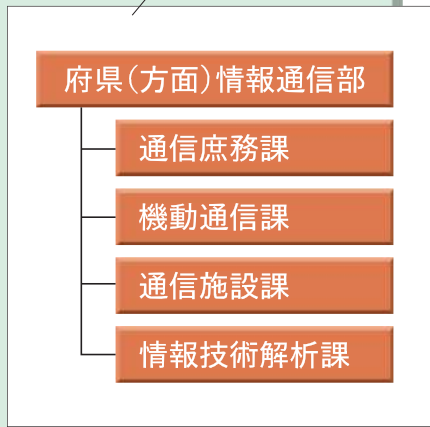 府県（方面）情報通信部
通信庶務課
機動通信課
通信施設課
情報技術解析課